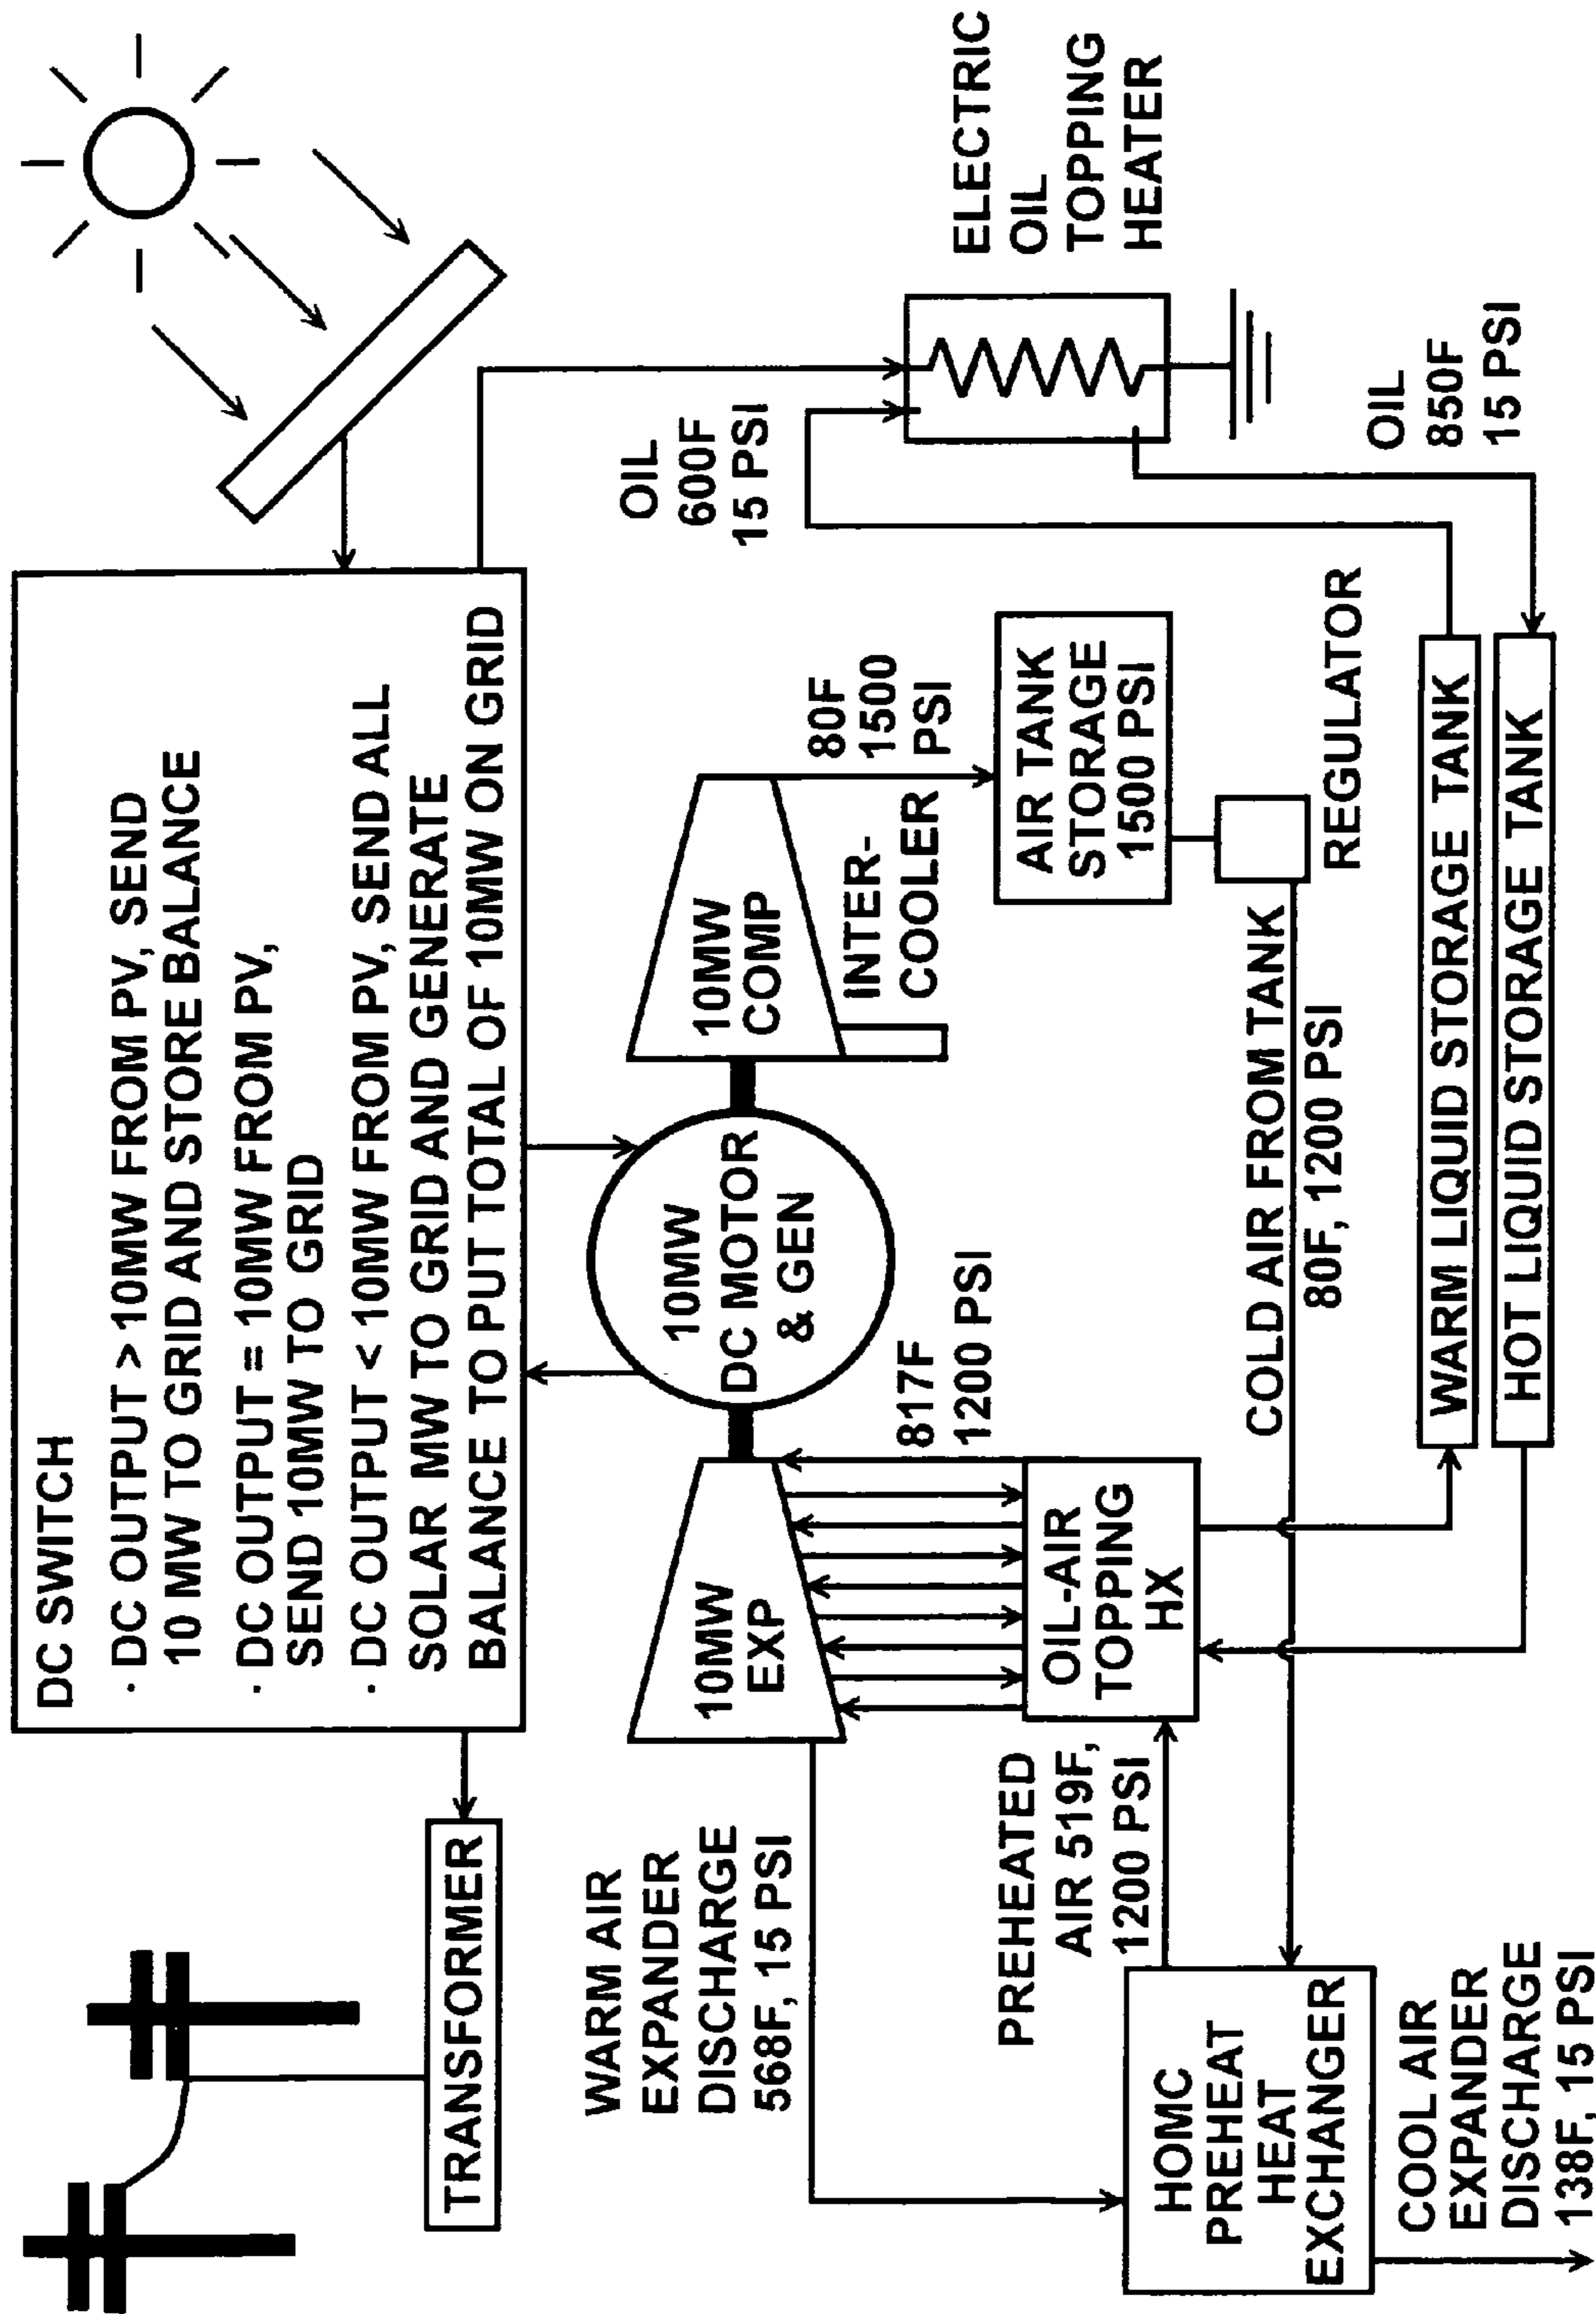 DC SWITCH
· DC OUTPUT > 10MW FROM PV, SEND
10 MW TO GRID AND STORE BALANCE
· DC OUTPUT = 10MW FROM PV,
SEND 10MW TO GRID
· DC OUTPUT < 10MW FROM PV, SEND ALL
SOLAR MW TO GRID AND GENERATE
BALANCE TO PUT TOTAL OF 10MW ON GRID
TRANSFORMER
WARM AIR
EXPANDER
DISCHARGE
568F, 15 PSI
10MW
EXP
10MW
DC MOTOR
& GEN
10MW
COMP
INTER-
COOLER
80F
1500
PSI
OIL
600F
15 PSI
ELECTRIC
OIL
TOPPING
HEATER
817F
1200 PSI
PREHEATED
AIR 519F,
1200 PSI
OIL-AIR
TOPPING
HX
AIR TANK
STORAGE
1500 PSI
REGULATOR
COLD AIR FROM TANK
80F, 1200 PSI
HOMC
PREHEAT
HEAT
EXCHANGER
COOL AIR
EXPANDER
DISCHARGE
138F, 15 PSI
WARM LIQUID STORAGE TANK
HOT LIQUID STORAGE TANK
OIL
850F
15 PSI